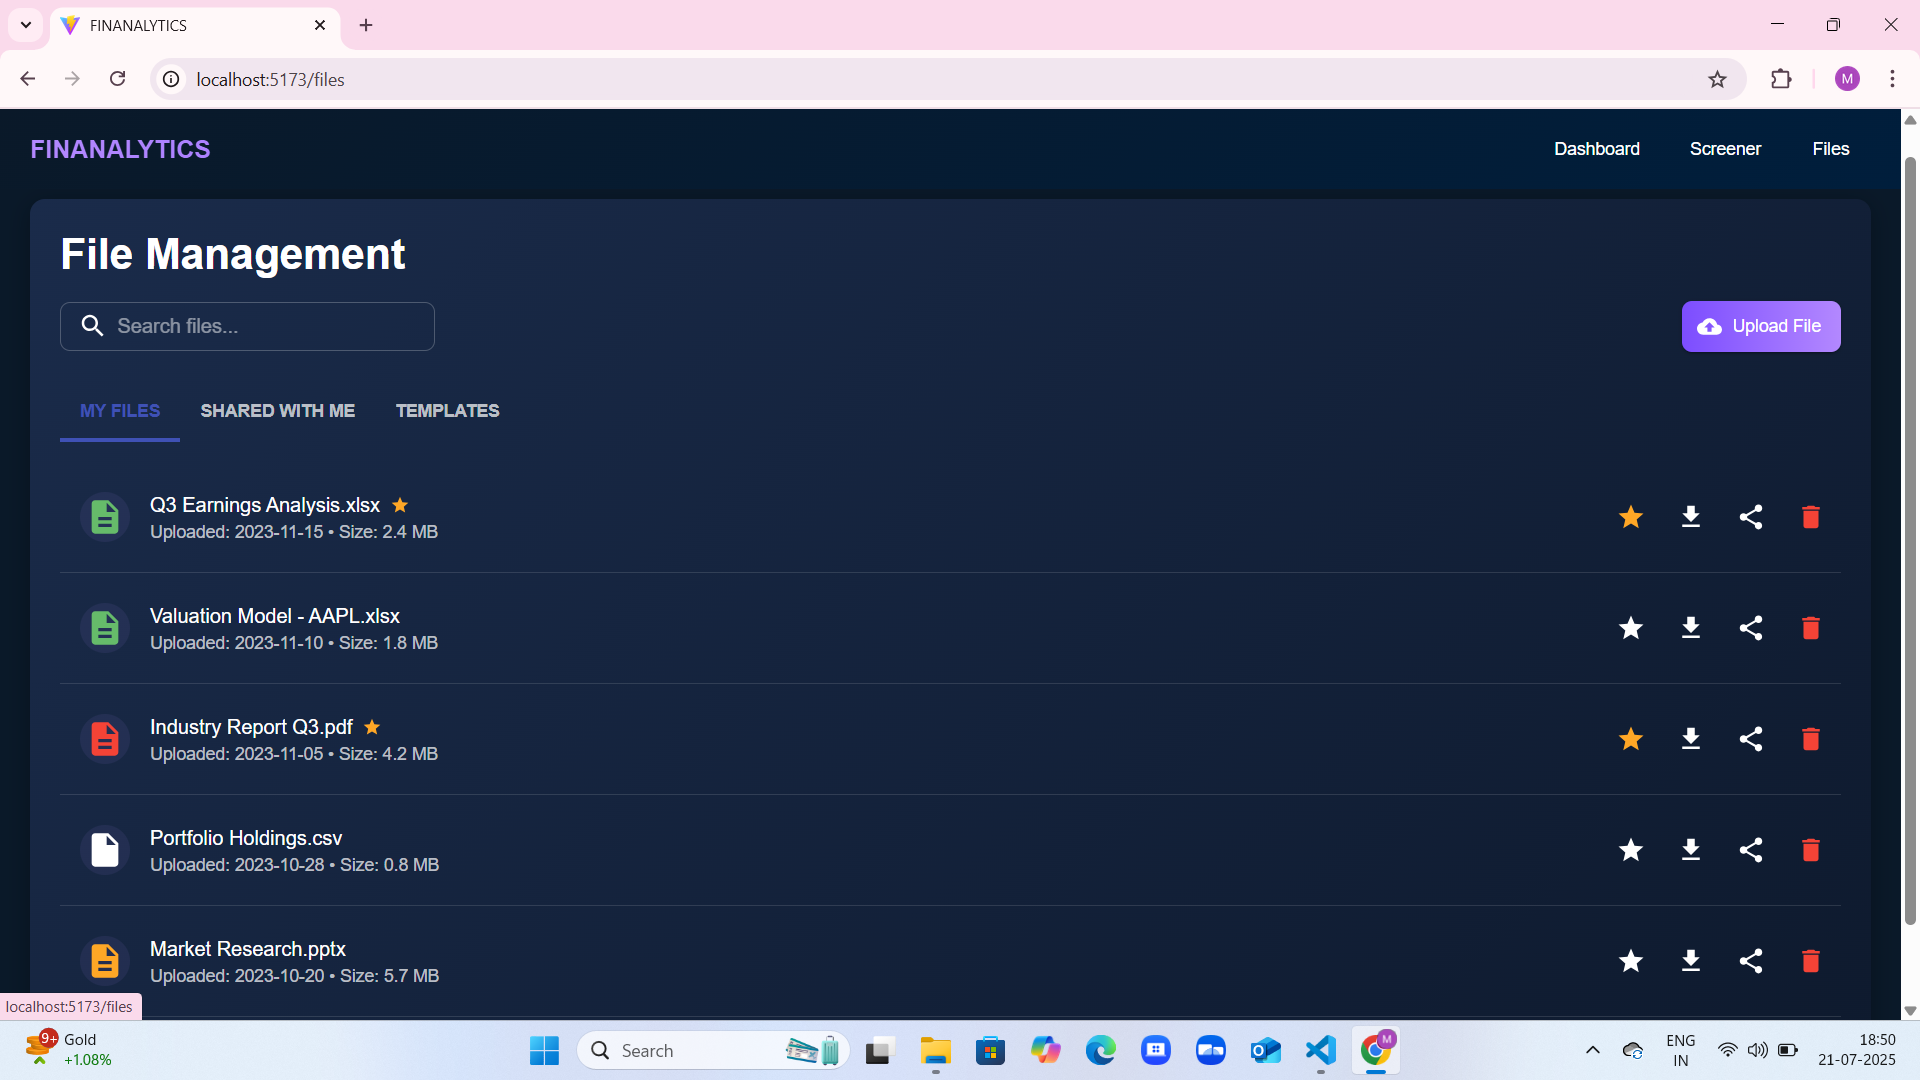 FINANALYTICS
localhost:5173/files
M
FINANALYTICS
Dashboard
Screener
Files
File Management
Search files...
Upload File
MY FILES
SHARED WITH ME
TEMPLATES
Q3 Earnings Analysis.xlsx
Uploaded: 2023-11-15 • Size: 2.4 MB
Valuation Model - AAPL.xlsx
Uploaded: 2023-11-10 • Size: 1.8 MB
Industry Report Q3.pdf
Uploaded: 2023-11-05 • Size: 4.2 MB
Portfolio Holdings.csv
Uploaded: 2023-10-28 • Size: 0.8 MB
Market Research.pptx
Uploaded: 2023-10-20 • Size: 5.7 MB
localhost:5173/files
9+
Gold
+1.08%
Search
M
ENG
IN
18:50
21-07-2025